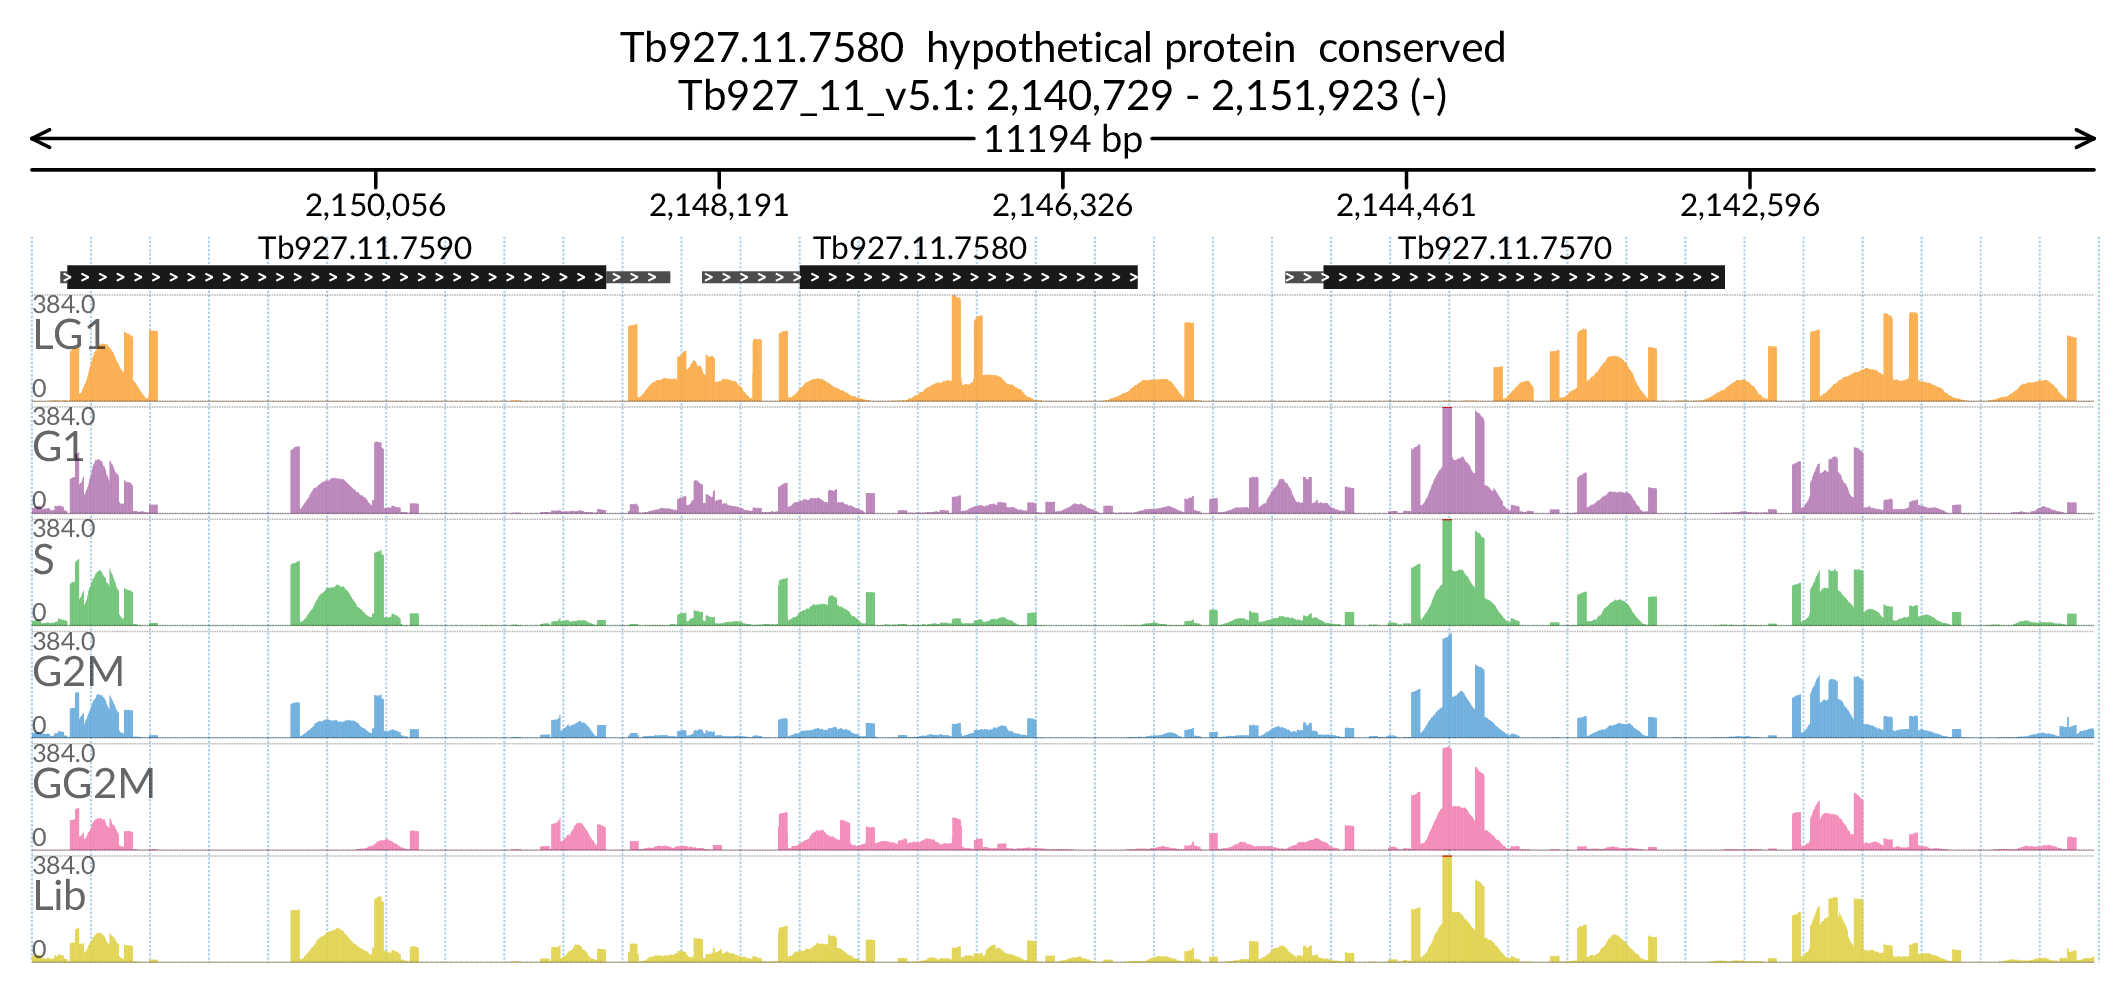 Tb927.11.7580  hypothetical protein  conserved
Tb927_11_v5.1: 2,140,729 - 2,151,923 (-)
11194 bp
2,150,056 2,148,191 2,146,326 2,144,461 2,142,596
Tb927.11.7590 Tb927.11.7580 Tb927.11.7570
384.0
LG1
0
384.0
G1
0
384.0
S
0
384.0
G2M
0
384.0
GG2M
0
384.0
Lib
0